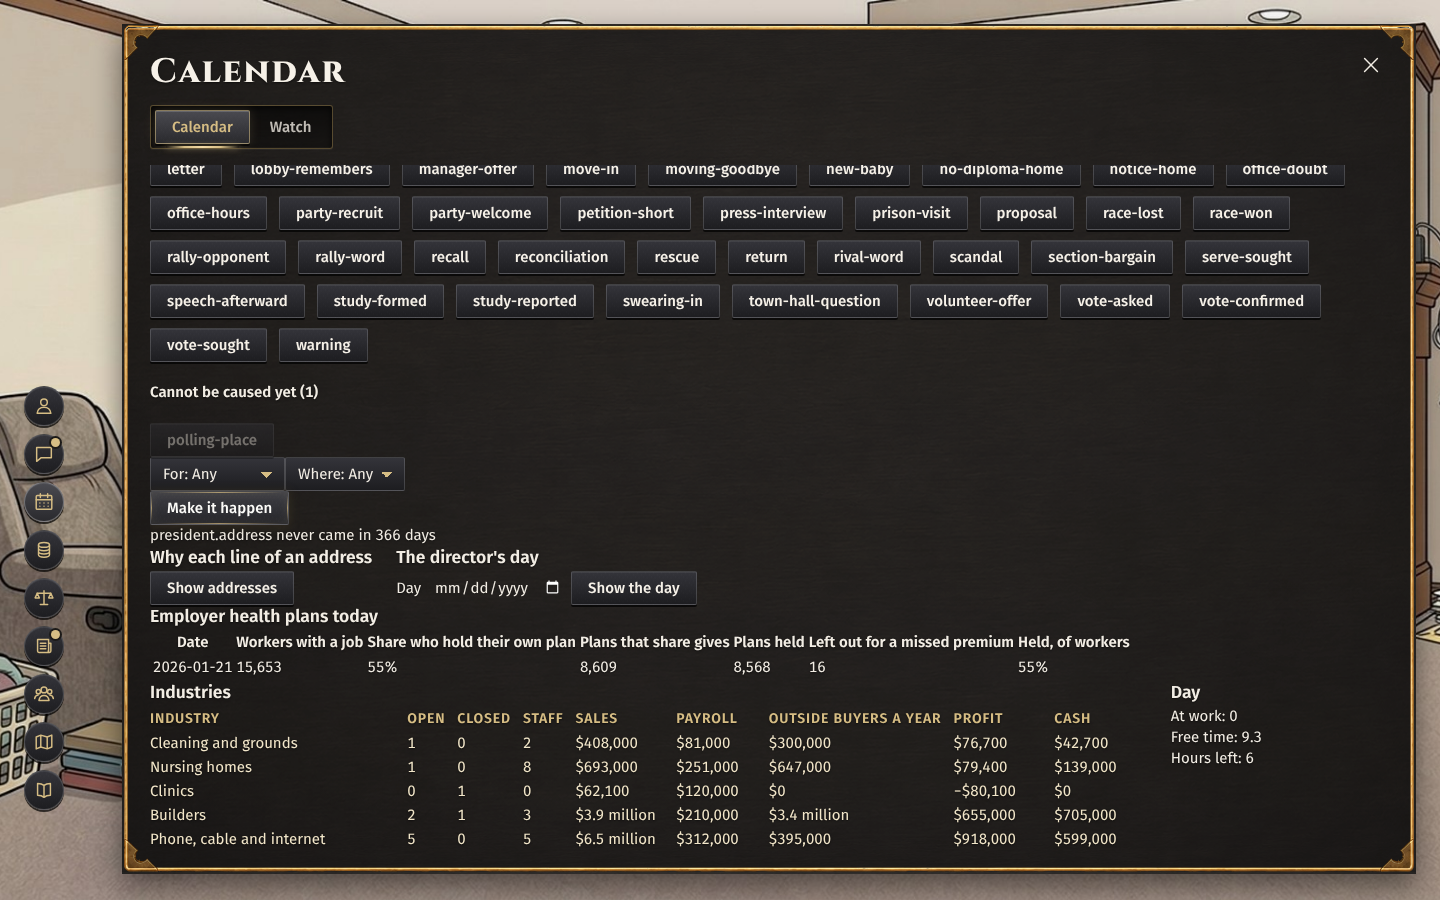 CALENDAR
Calendar Watch
letter lobby-remembers manager-offer move-in moving-goodbye new-baby no-diploma-home notice-home office-doubt
office-hours party-recruit party-welcome petition-short press-interview prison-visit proposal race-lost race-won
rally-opponent rally-word recall reconciliation rescue return rival-word scandal section-bargain serve-sought
speech-afterward study-formed study-reported swearing-in town-hall-question volunteer-offer vote-asked vote-confirmed
vote-sought warning
Cannot be caused yet (1)
polling-place
For: Any Where: Any
Make it happen
president.address never came in 366 days
Why each line of an address The director's day
Show addresses Day mm/dd/yyyy Show the day
Employer health plans today
Date Workers with a job Share who hold their own plan Plans that share gives Plans held Left out for a missed premium Held, of workers
2026-01-21 15,653 55% 8,609 8,568 16 55%
Industries
INDUSTRY OPEN CLOSED STAFF SALES PAYROLL OUTSIDE BUYERS A YEAR PROFIT CASH
Cleaning and grounds 1 0 2 $408,000 $81,000 $300,000 $76,700 $42,700
Nursing homes 1 0 8 $693,000 $251,000 $647,000 $79,400 $139,000
Clinics 0 1 0 $62,100 $120,000 $0 −$80,100 $0
Builders 2 1 3 $3.9 million $210,000 $3.4 million $655,000 $705,000
Phone, cable and internet 5 0 5 $6.5 million $312,000 $395,000 $918,000 $599,000
Day
At work: 0
Free time: 9.3
Hours left: 6